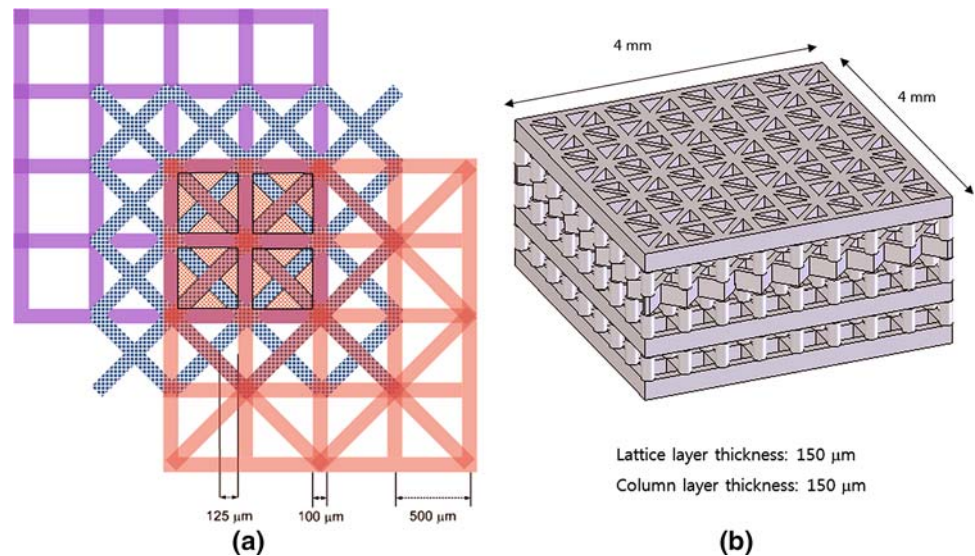 4 mm
4 mm
Lattice layer thickness: 150 μm
Column layer thickness: 150 μm
125 μm
100 μm
500 μm
(a)
(b)